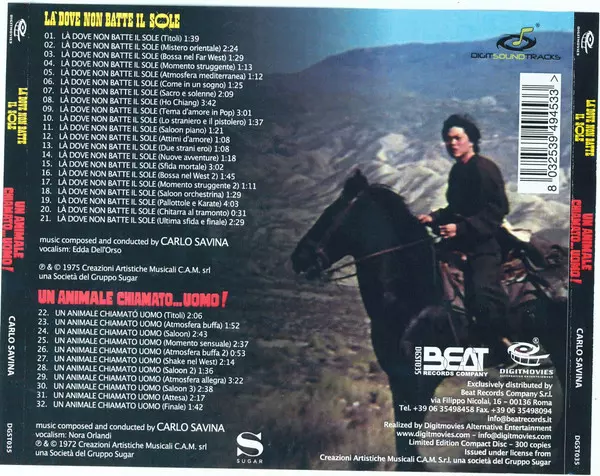 LÀ DOVE NON BATTE IL SOLE
01. LÀ DOVE NON BATTE IL SOLE (Titoli) 1:39
02. LÀ DOVE NON BATTE IL SOLE (Mistero orientale) 2:24
03. LÀ DOVE NON BATTE IL SOLE (Bossa nel Far West) 1:29
04. LÀ DOVE NON BATTE IL SOLE (Momento struggente) 1:13
05. LÀ DOVE NON BATTE IL SOLE (Atmosfera mediterranea) 1:12
06. LÀ DOVE NON BATTE IL SOLE (Come in un sogno) 1:25
07. LÀ DOVE NON BATTE IL SOLE (Sacro e solenne) 2:09
08. LÀ DOVE NON BATTE IL SOLE (Ho Chiang) 3:42
09. LÀ DOVE NON BATTE IL SOLE (Tema d'amore in Pop) 3:01
10. LÀ DOVE NON BATTE IL SOLE (Lo straniero e il pistolero) 1:37
11. LÀ DOVE NON BATTE IL SOLE (Saloon piano) 1:21
12. LÀ DOVE NON BATTE IL SOLE (Attimi d'amore) 1:08
13. LÀ DOVE NON BATTE IL SOLE (Due strani eroi) 1:08
14. LÀ DOVE NON BATTE IL SOLE (Nuove avventure) 1:18
15. LÀ DOVE NON BATTE IL SOLE (Sfida mortale) 3:02
16. LÀ DOVE NON BATTE IL SOLE (Bossa nel West 2) 1:45
17. LÀ DOVE NON BATTE IL SOLE (Momento struggente 2) 1:11
18. LÀ DOVE NON BATTE IL SOLE (Saloon orchestrina) 1:29
19. LÀ DOVE NON BATTE IL SOLE (Pallottole e Karate) 4:03
20. LÀ DOVE NON BATTE IL SOLE (Chitarra al tramonto) 0:31
21. LÀ DOVE NON BATTE IL SOLE (Ultima sfida e finale) 2:29
music composed and conducted by CARLO SAVINA
vocalism: Edda Dell'Orso
℗ & © 1975 Creazioni Artistiche Musicali C.A.M. srl
una Società del Gruppo Sugar
UN ANIMALE CHIAMATO...UOMO!
22. UN ANIMALE CHIAMATO UOMO (Titoli) 2:06
23. UN ANIMALE CHIAMATO UOMO (Atmosfera buffa) 1:52
24. UN ANIMALE CHIAMATO UOMO (Saloon) 2:43
25. UN ANIMALE CHIAMATO UOMO (Momento sensuale) 2:37
26. UN ANIMALE CHIAMATO UOMO (Atmosfera buffa 2) 0:53
27. UN ANIMALE CHIAMATO UOMO (Shake nel West) 2:14
28. UN ANIMALE CHIAMATO UOMO (Saloon 2) 1:36
29. UN ANIMALE CHIAMATO UOMO (Atmosfera allegra) 3:22
30. UN ANIMALE CHIAMATO UOMO (Saloon 3) 2:38
31. UN ANIMALE CHIAMATO UOMO (Attesa) 2:17
32. UN ANIMALE CHIAMATO UOMO (Finale) 1:42
music composed and conducted by CARLO SAVINA
vocalism: Nora Orlandi
℗ & © 1972 Creazioni Artistiche Musicali C.A.M. srl
una Società del Gruppo Sugar
S
SUGAR
DIGITSOUNDTRACKS
8 032539 494533
DGST035
BEAT
RECORDS COMPANY
DIGITMOVIES
ALTERNATIVE ENTERTAINMENT
Exclusively distributed by
Beat Records Company S.r.l.
via Filippo Nicolai, 16 - 00136 Roma
Tel. +39 06 35498458 Fax. +39 06 35498094
info@beatrecords.it
Realized by Digitmovies Alternative Entertainment
www.digitmovies.com - info@digitmovies.com
Limited Edition Compact Disc - 300 copies
issued under license from
Creazioni Artistiche Musicali C.A.M S.r.l. una società del gruppo Sugar
DIGITMOVIES
LÀ DOVE NON BATTE
IL SOLE
UN ANIMALE
CHIAMATO... UOMO!
CARLO SAVINA
DGST035
DIGITMOVIES
LÀ DOVE NON BATTE
IL SOLE
UN ANIMALE
CHIAMATO... UOMO!
CARLO SAVINA
DGST035